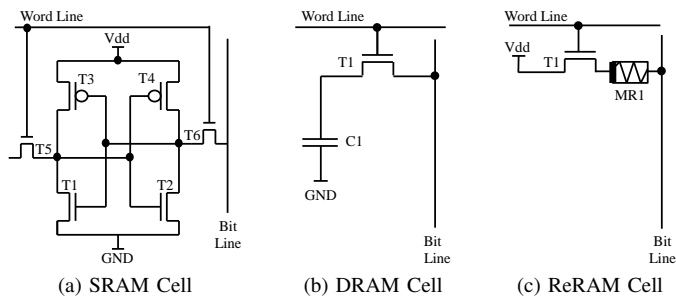 Word Line
Vdd
T3
T4
T5
T6
T1
T2
GND
Bit
Line
(a) SRAM Cell
Word Line
T1
C1
GND
Bit
Line
(b) DRAM Cell
Word Line
Vdd
T1
MR1
Bit
Line
(c) ReRAM Cell